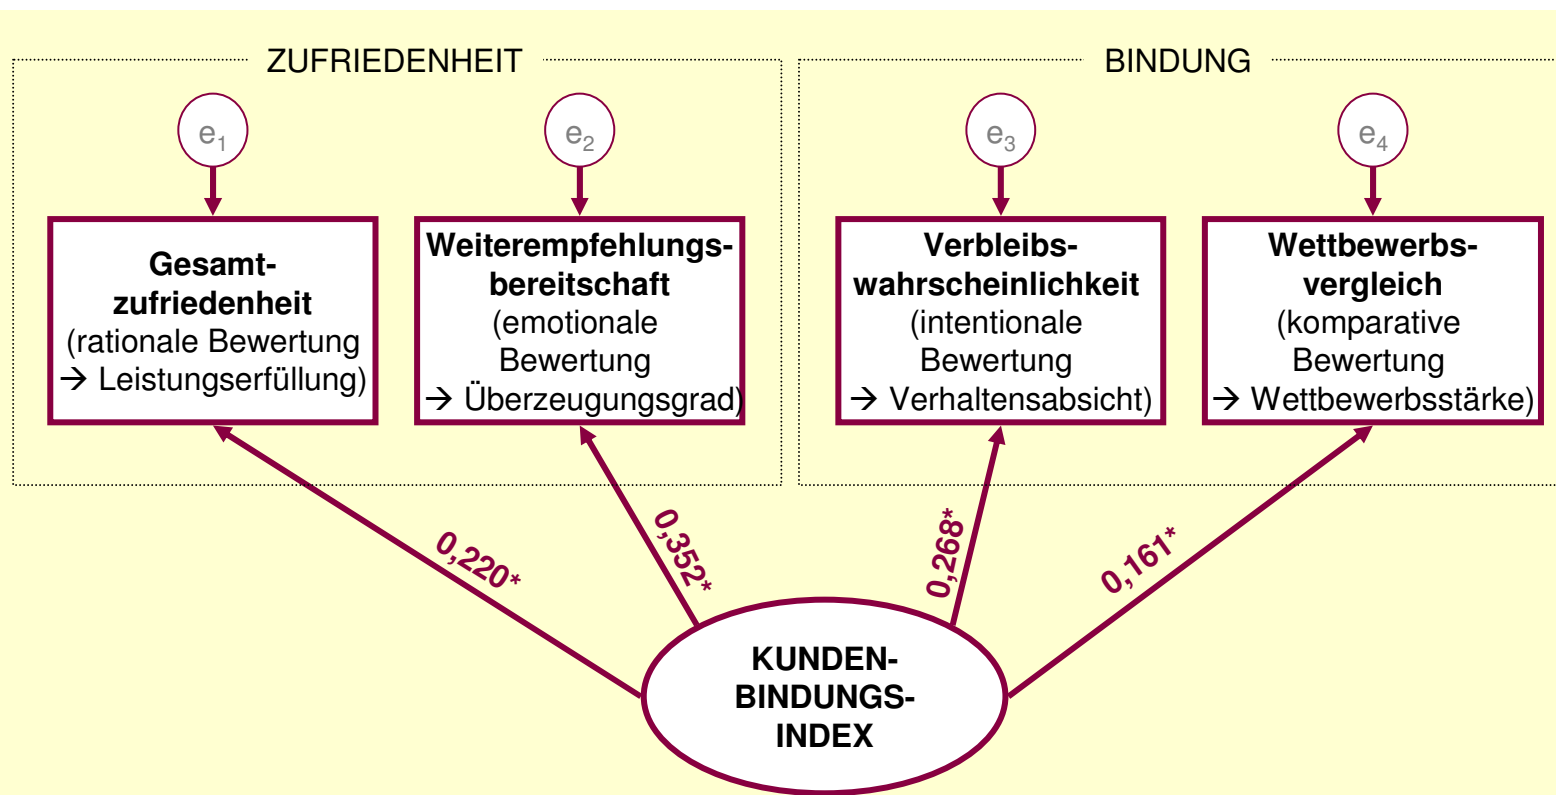 ZUFRIEDENHEIT
e1
e2
Gesamt-
zufriedenheit
(rationale Bewertung
→ Leistungserfüllung)
Weiterempfehlungs-
bereitschaft
(emotionale
Bewertung
→ Überzeugungsgrad)
BINDUNG
e3
e4
Verbleibs-
wahrscheinlichkeit
(intentionale
Bewertung
→ Verhaltensabsicht)
Wettbewerbs-
vergleich
(komparative
Bewertung
→ Wettbewerbsstärke)
0,220*
0,352*
0,268*
0,161*
KUNDEN-
BINDUNGS-
INDEX